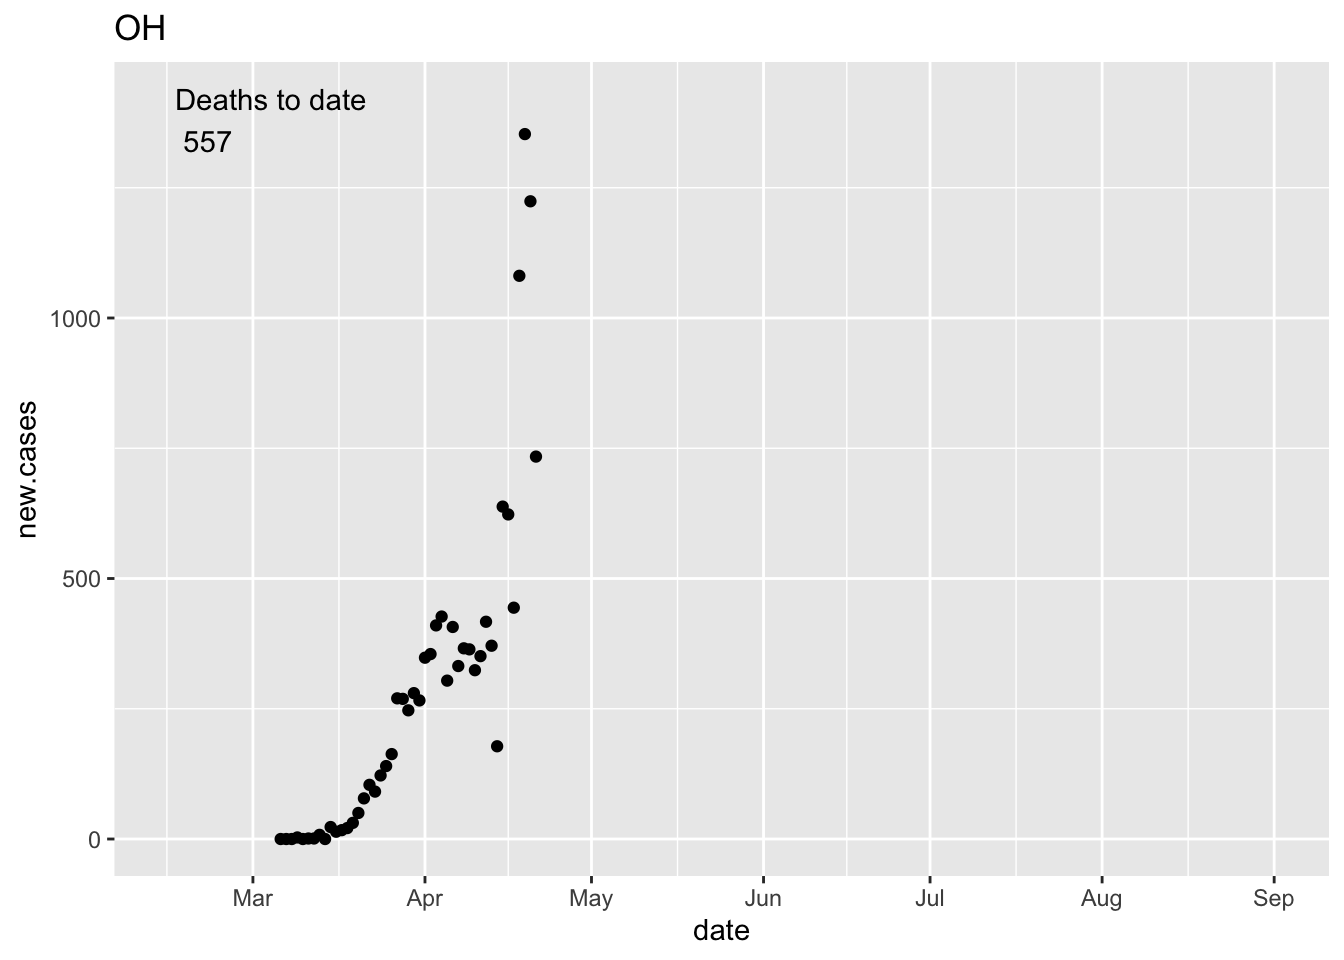 OH
Deaths to date
557
new.cases
1000
500
0
Mar Apr May Jun Jul Aug Sep
date